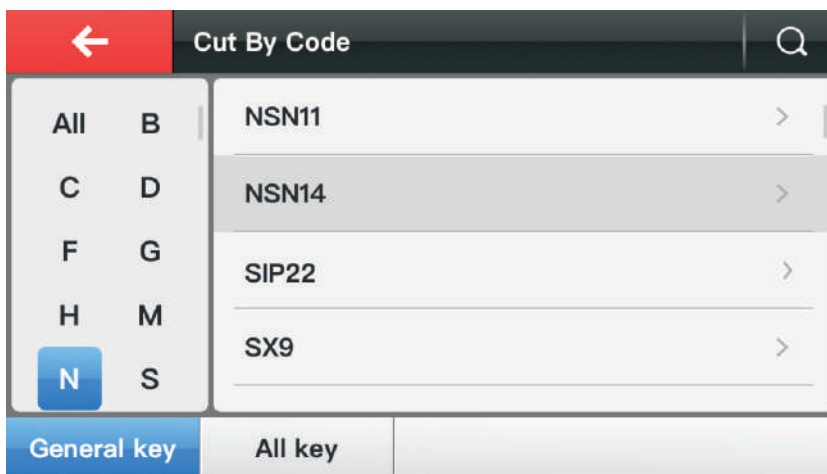 Cut By Code
All B
C D
F G
H M
N S
NSN11
NSN14
SIP22
SX9
General key All key